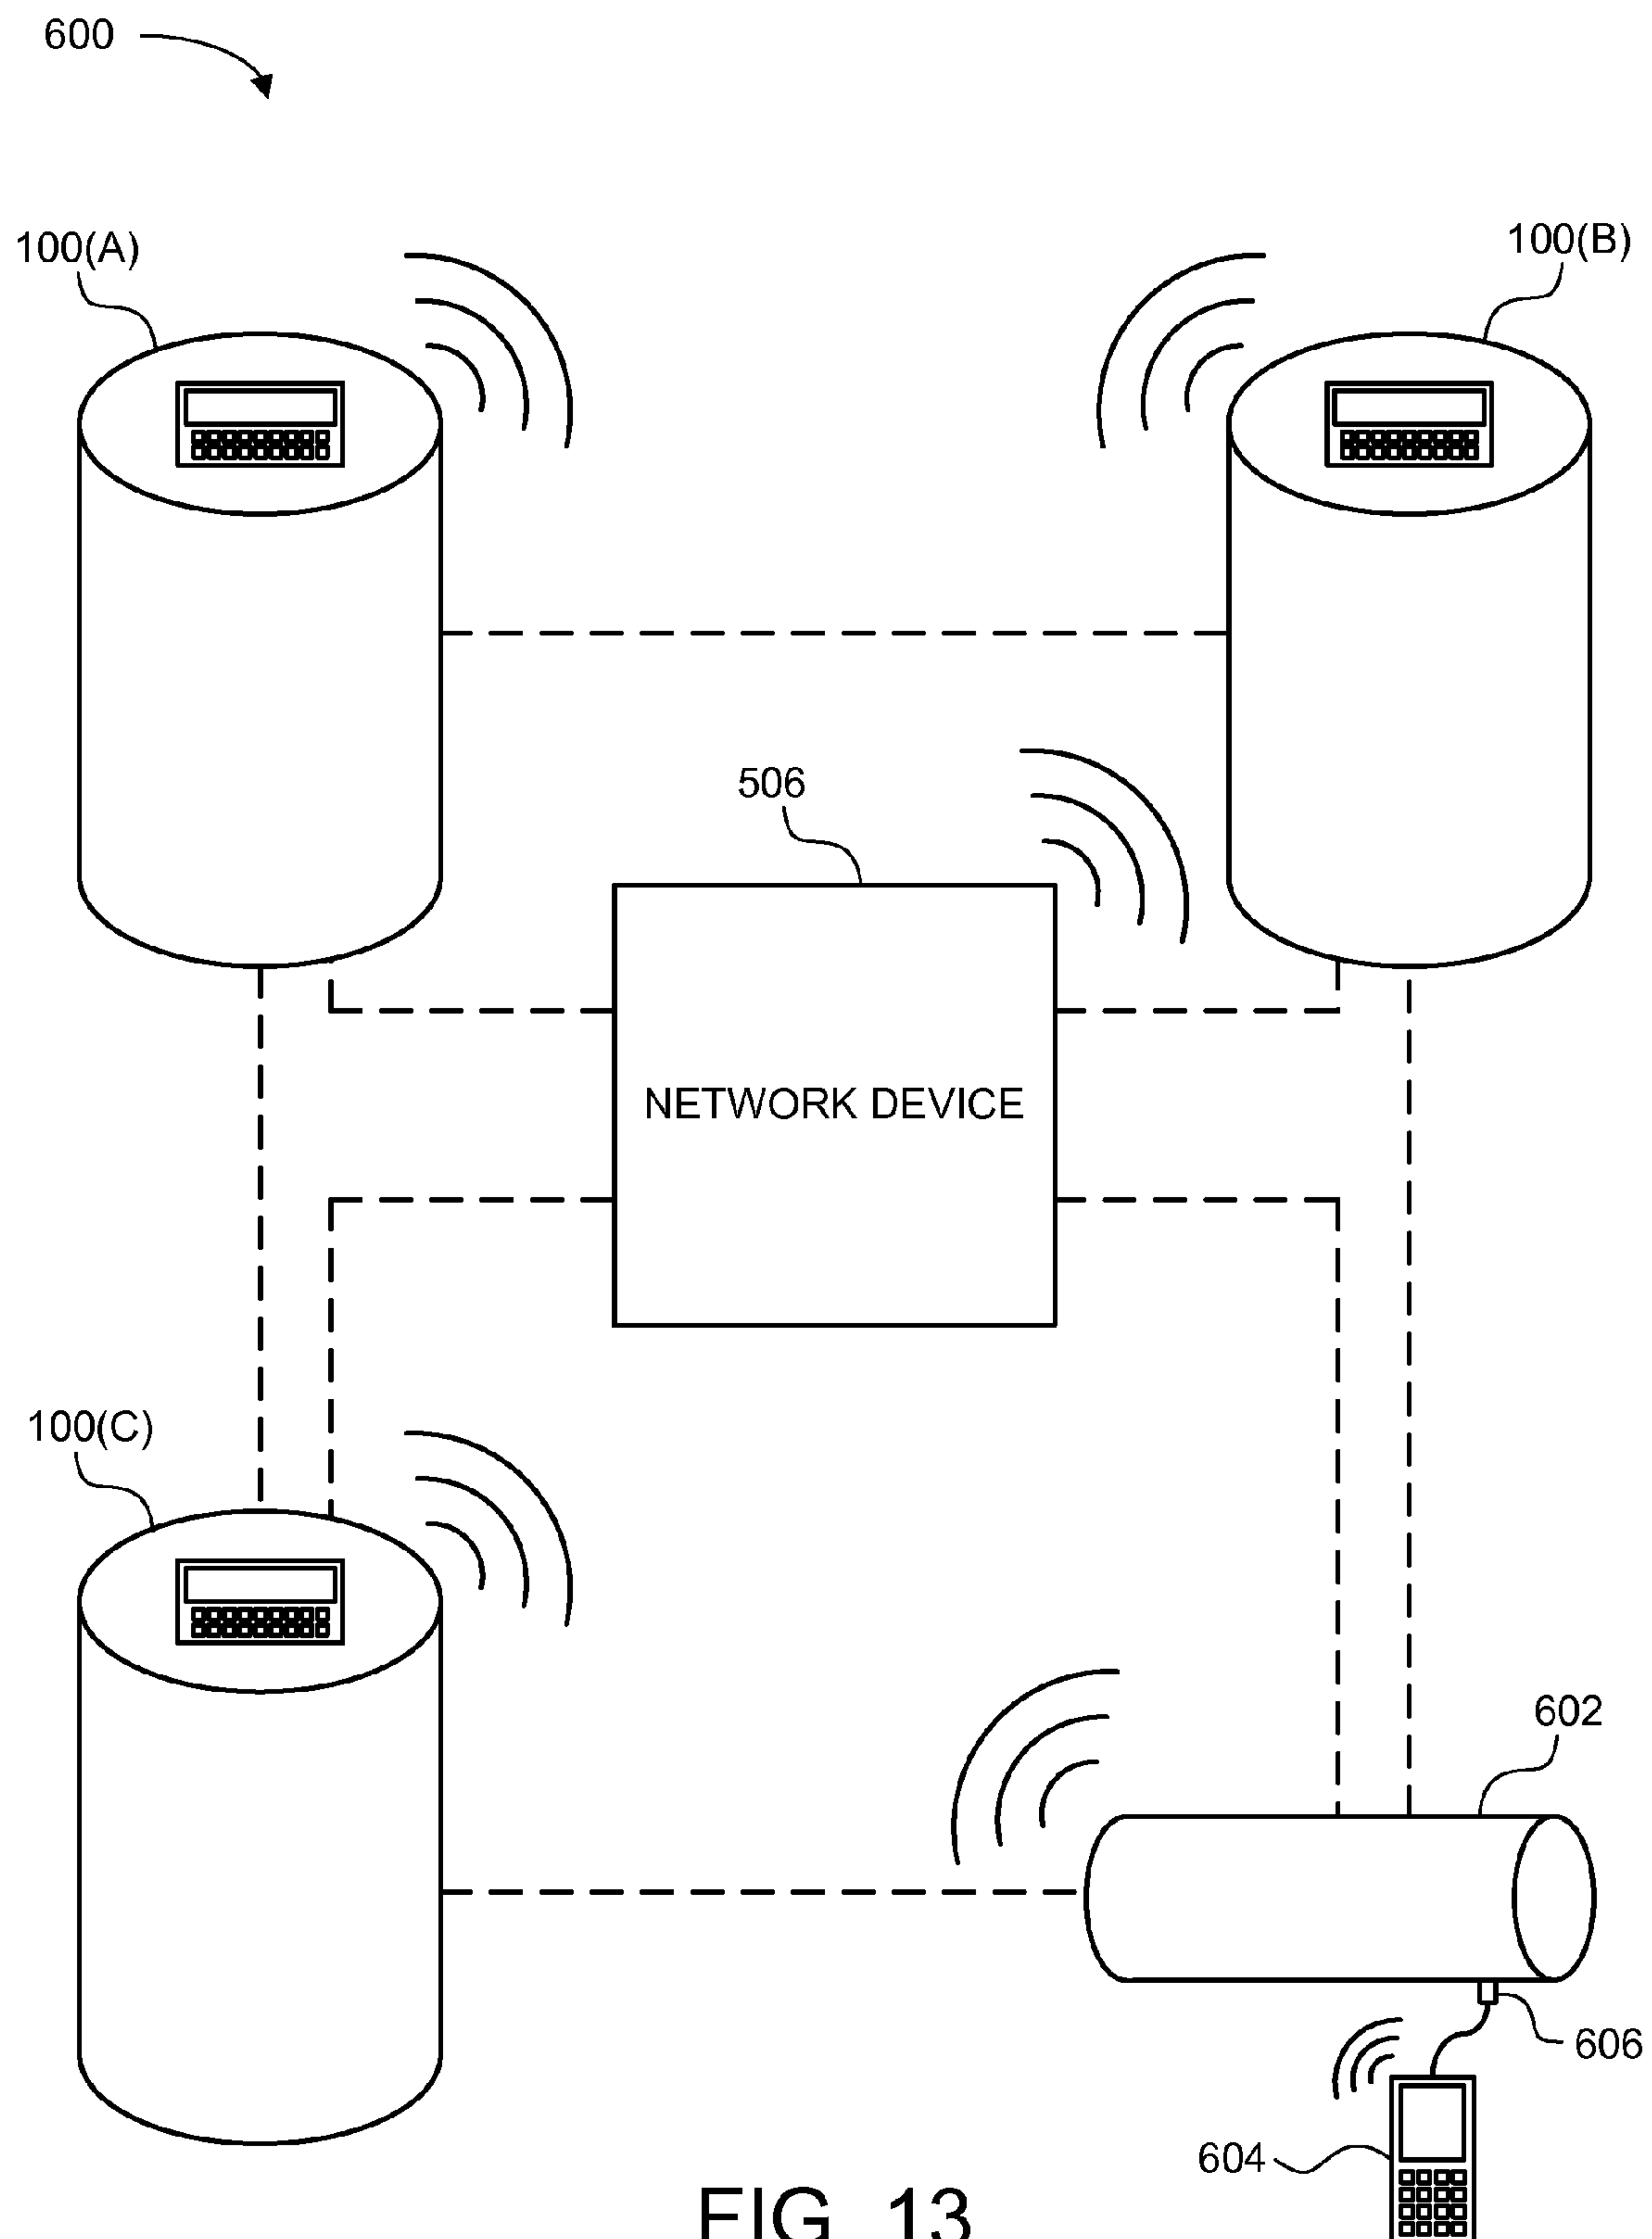 600
100(A)
100(B)
506
NETWORK DEVICE
100(C)
602
606
604
FIG. 13